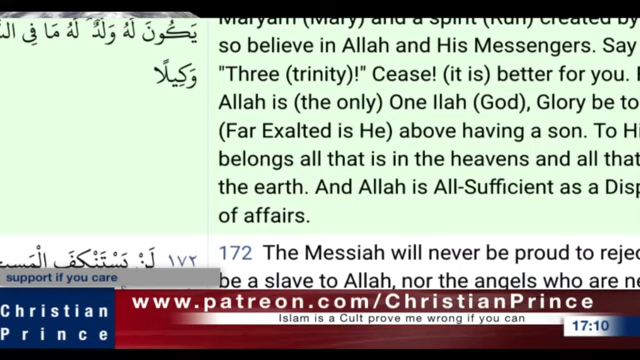 يَكُونَ لَهُ وَلَدٌ لَهُ مَا فِي
وَكِيلًا
Maryam (Mary) and a spirit (Ruh) created by
so believe in Allah and His Messengers. Say
"Three (trinity)!" Cease! (it is) better for you.
Allah is (the only) One Ilah (God), Glory be to
(Far Exalted is He) above having a son. To
belongs all that is in the heavens and all that
the earth. And Allah is All-Sufficient as a
of affairs.
١٧٢ لَنْ يَسْتَنْكِفَ
172 The Messiah will never be proud to
be a slave to Allah, nor the angels who are
support if you care
Christian
Prince
www.patreon.com/ChristianPrince
Islam is a Cult prove me wrong if you can
17:10